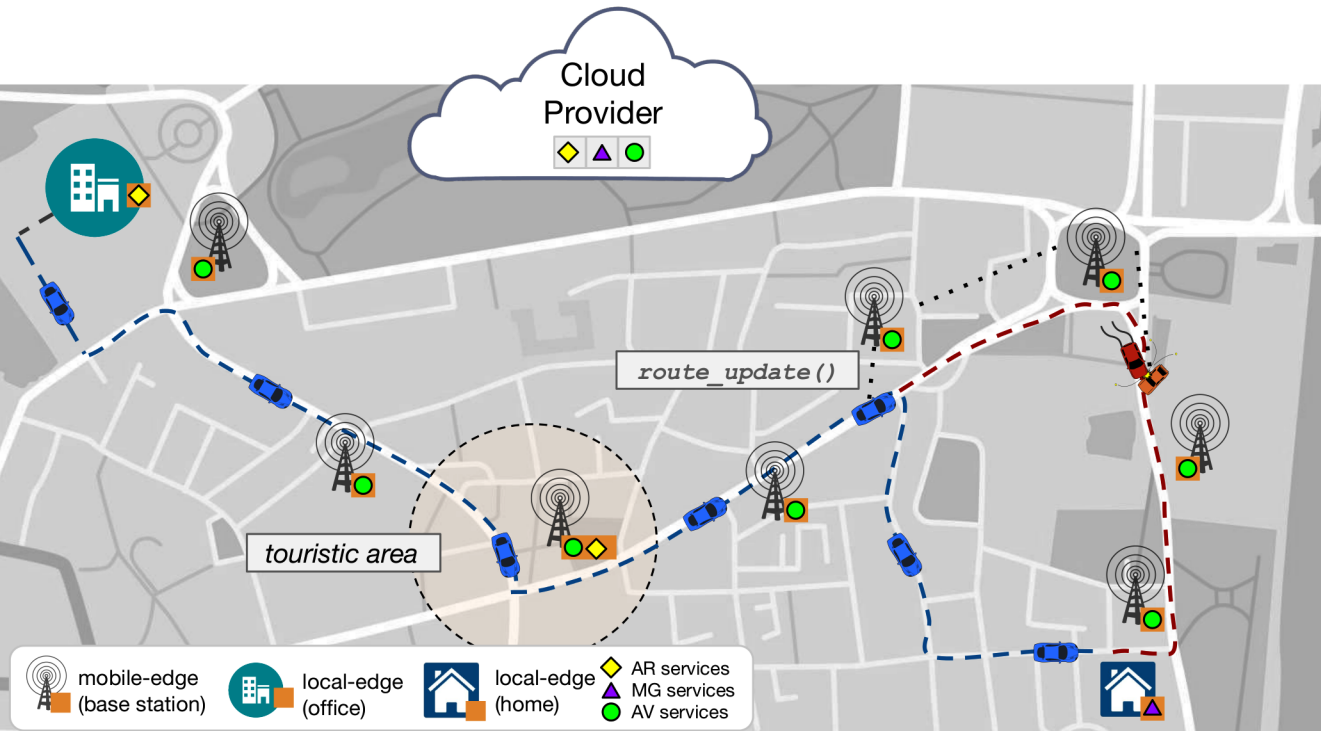 Cloud
Provider
route_update()
touristic area
mobile-edge
(base station)
local-edge
(office)
local-edge
(home)
AR services
MG services
AV services